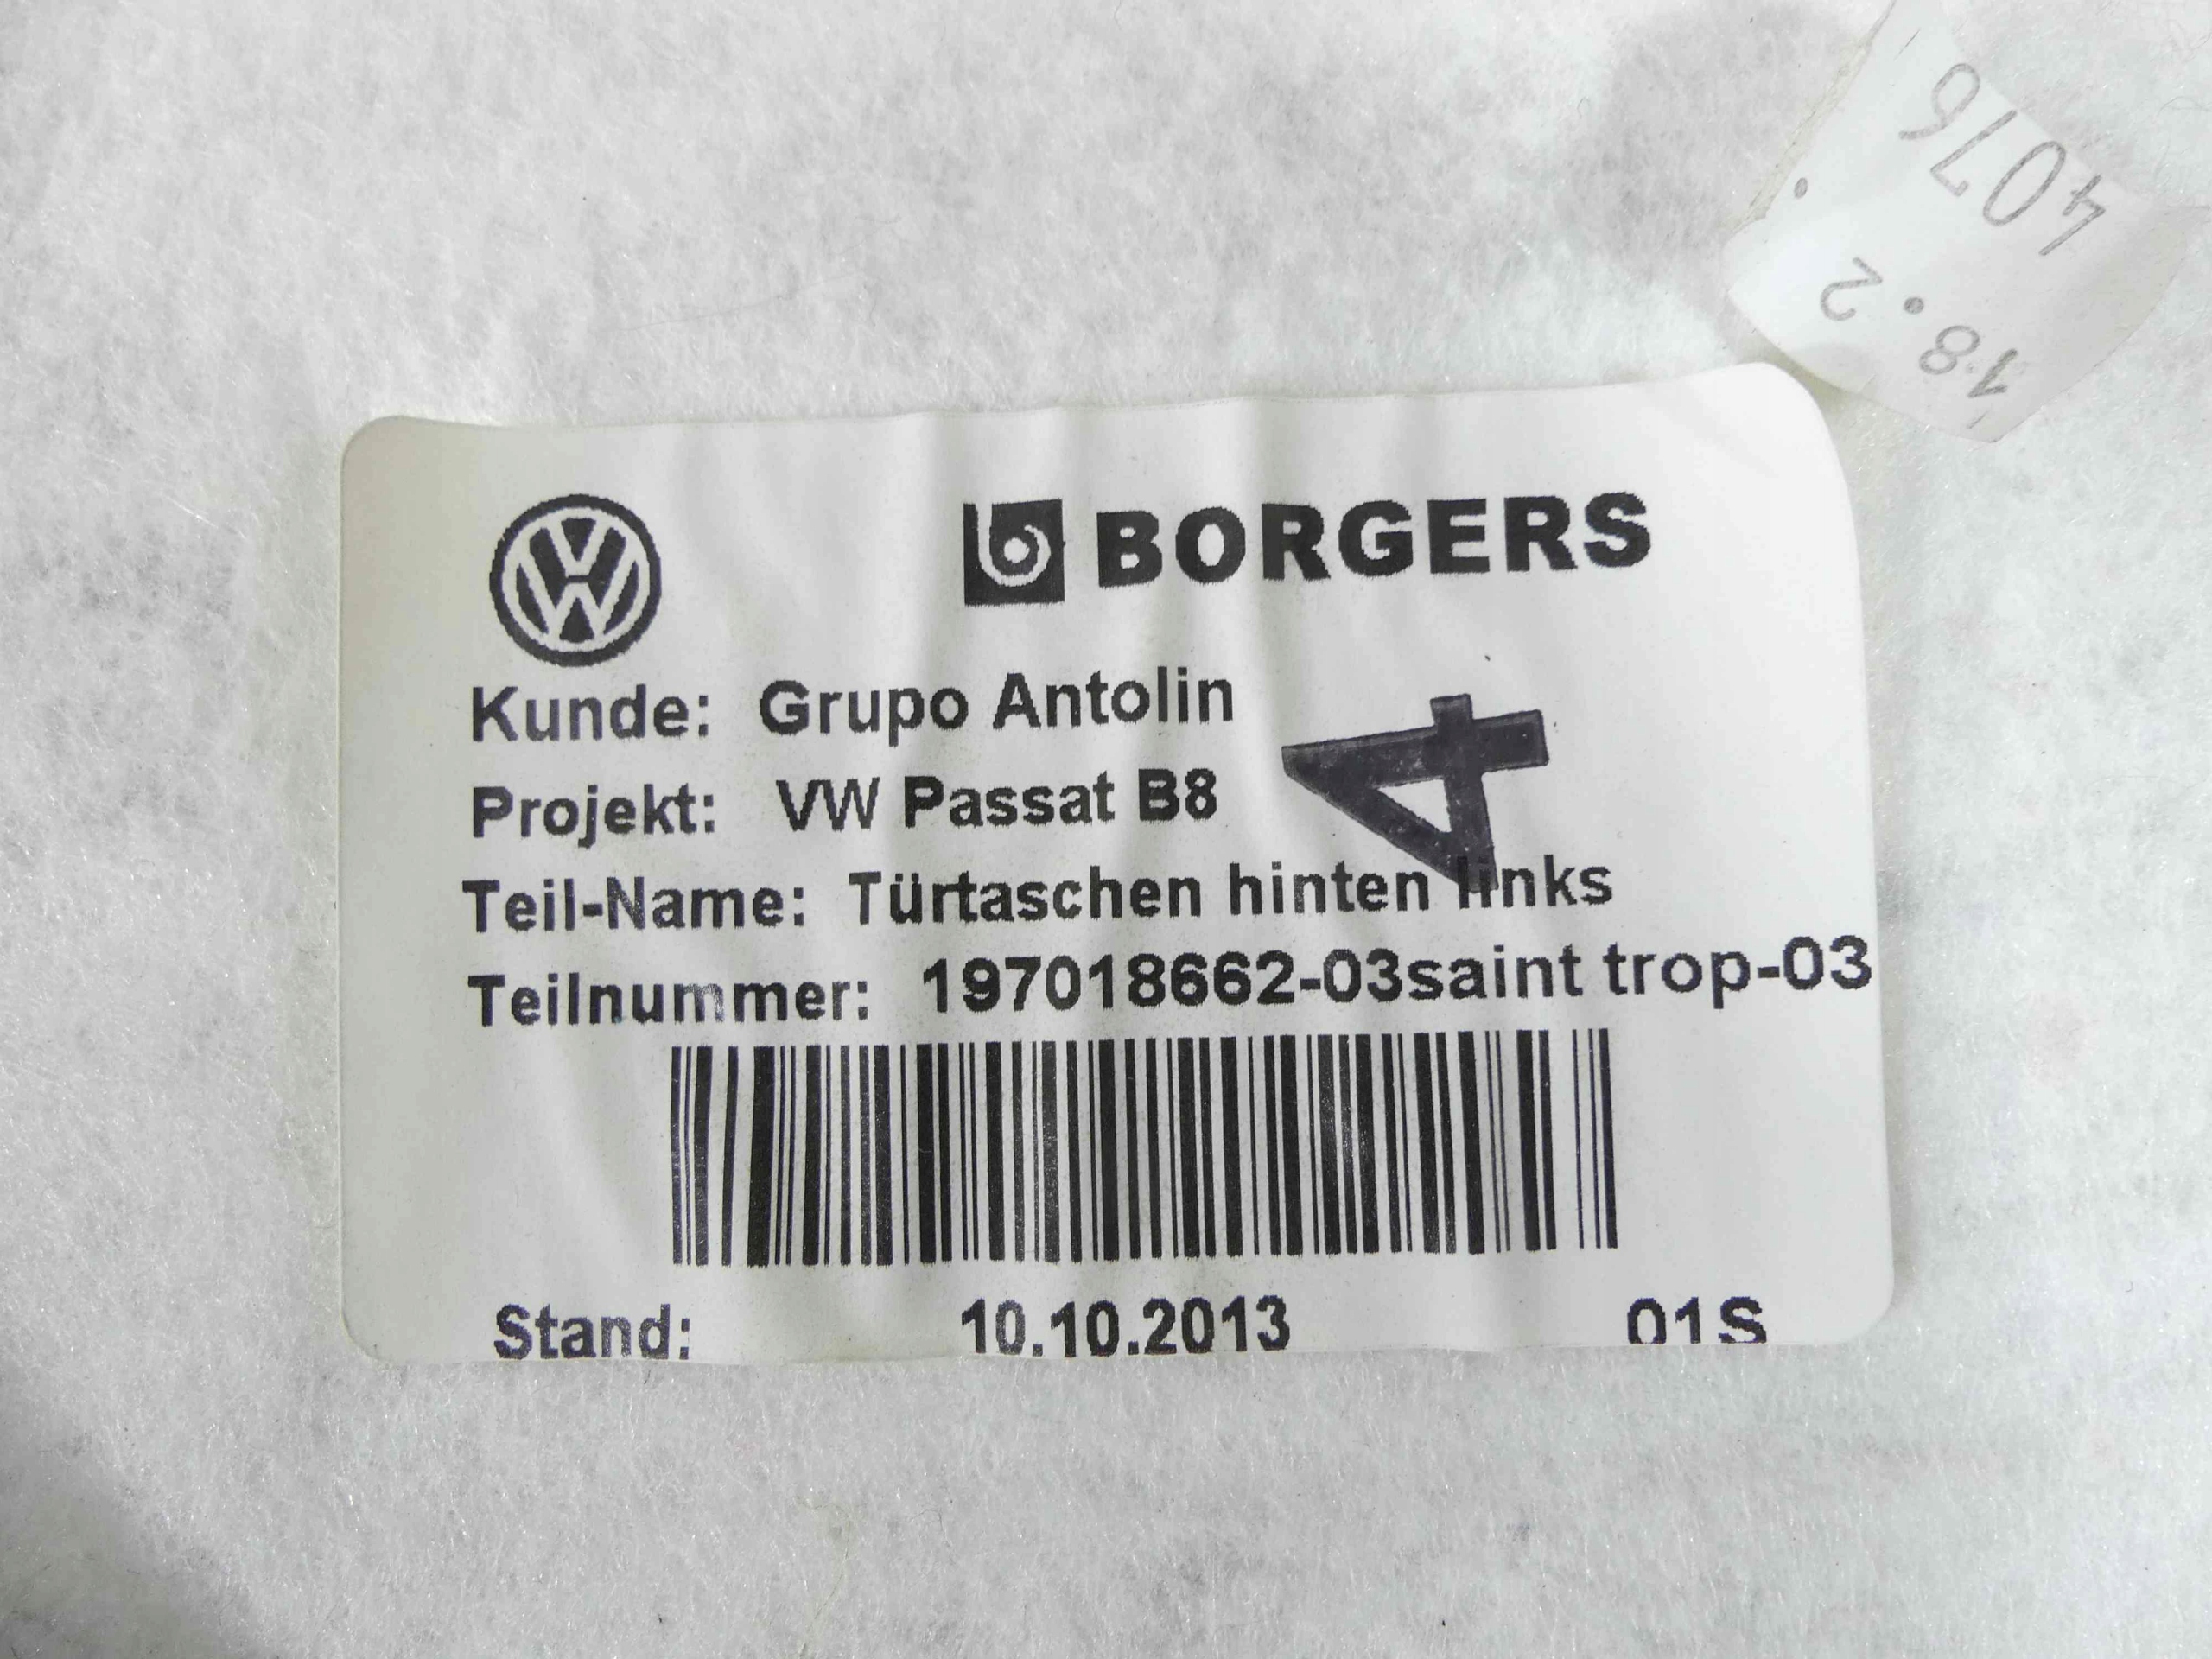 4076
18.2.
BORGERS
Kunde: Grupo Antolin
4
Projekt: VW Passat B8
Teil-Name: Türtaschen hinten links
Teilnummer: 197018662-03saint trop-03
Stand: 10.10.2013 01S